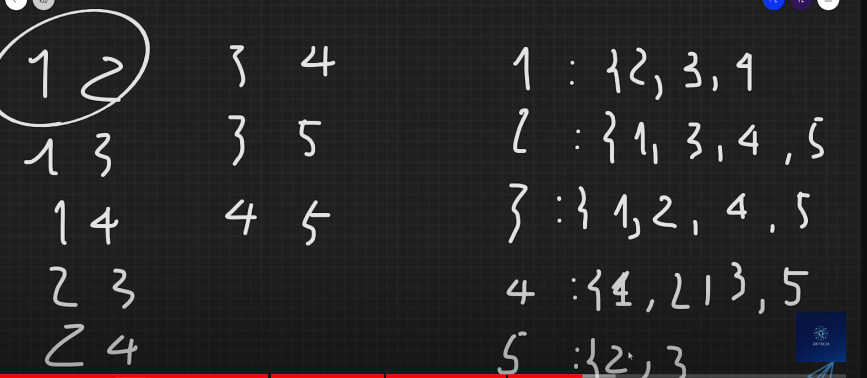 1 2 3 4 1 : {2, 3, 4
1 3 3 5 2 : {1, 3, 4, 5
1 4 4 5 3 : {1, 2, 4, 5
2 3 4 : {1, 2, 3, 5
2 4 5 : {2, 3